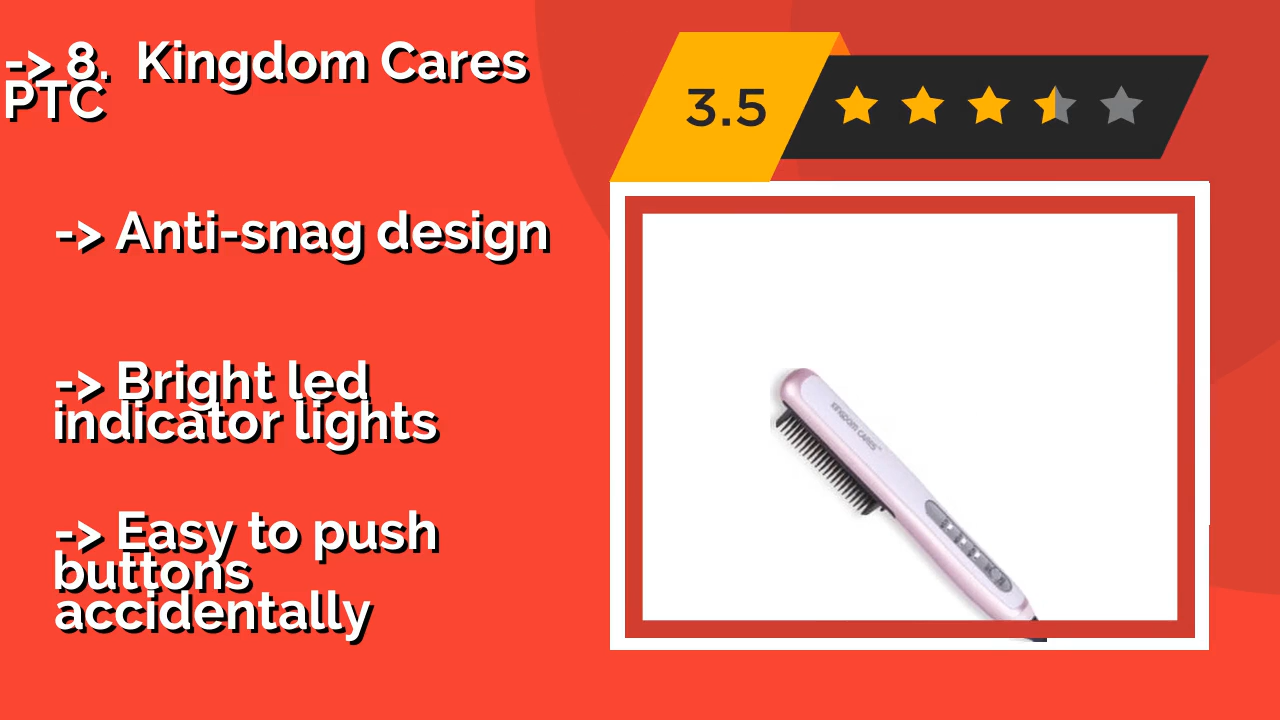 -> 8.  Kingdom Cares
PTC
3.5
-> Anti-snag design
-> Bright led
indicator lights
-> Easy to push
buttons
accidentally
KINGDOM CARES